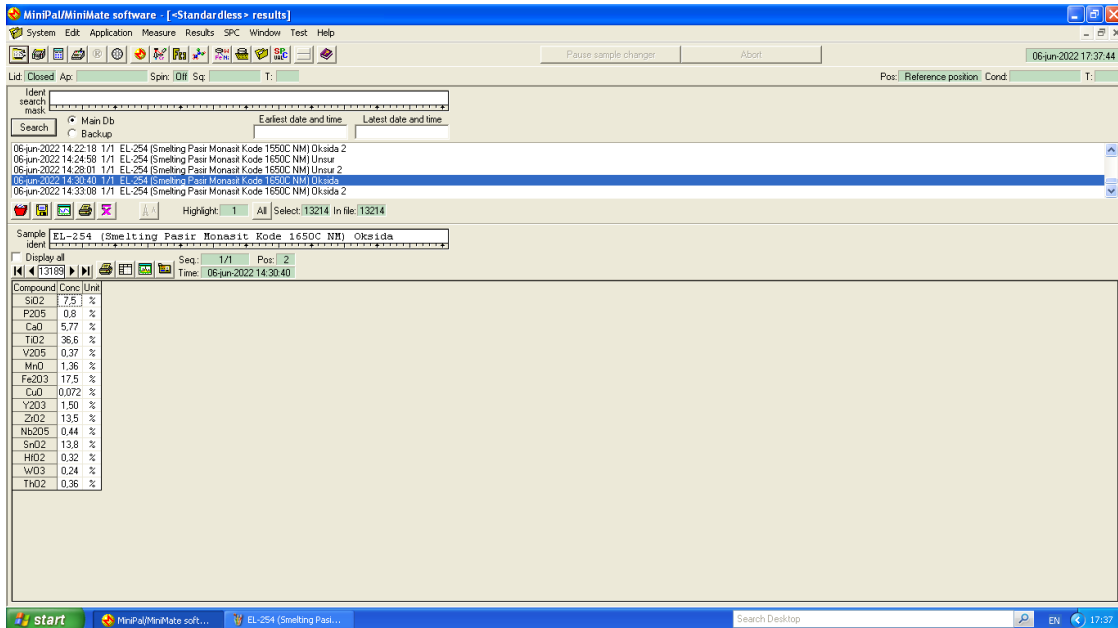 MiniPal/MiniMate software - [<Standardless> results]
System Edit Application Measure Results SPC Window Test Help
Pause sample changer Abort 06-jun-2022 17:37:44
Lid: Closed Ap: Spin: Off Sq: T: Pos: Reference position Cond: T:
Ident
search
mask
Search Main Db Earliest date and time Latest date and time
Backup
06-jun-2022 14:22:18 1/1 EL-254 (Smelting Pasir Monasit Kode 1550C NM) Oksida 2
06-jun-2022 14:24:58 1/1 EL-254 (Smelting Pasir Monasit Kode 1650C NM) Unsur
06-jun-2022 14:28:01 1/1 EL-254 (Smelting Pasir Monasit Kode 1650C NM) Unsur 2
06-jun-2022 14:30:40 1/1 EL-254 (Smelting Pasir Monasit Kode 1650C NM) Oksida
06-jun-2022 14:33:08 1/1 EL-254 (Smelting Pasir Monasit Kode 1650C NM) Oksida 2
Highlight: 1 All Select: 13214 In file: 13214
Sample
ident
EL-254 (Smelting Pasir Monasit Kode 1650C NM) Oksida
Display all
Seq.: 1/1 Pos: 2
13189 Time: 06-jun-2022 14:30:40
Compound Conc Unit
SiO2 7,5 %
P2O5 0,8 %
CaO 5,77 %
TiO2 36,6 %
V2O5 0,37 %
MnO 1,36 %
Fe2O3 17,5 %
CuO 0,072 %
Y2O3 1,50 %
ZrO2 13,5 %
Nb2O5 0,44 %
SnO2 13,8 %
HfO2 0,32 %
WO3 0,24 %
ThO2 0,36 %
start MiniPal/MiniMate soft... EL-254 (Smelting Pasi... Search Desktop EN 17:37